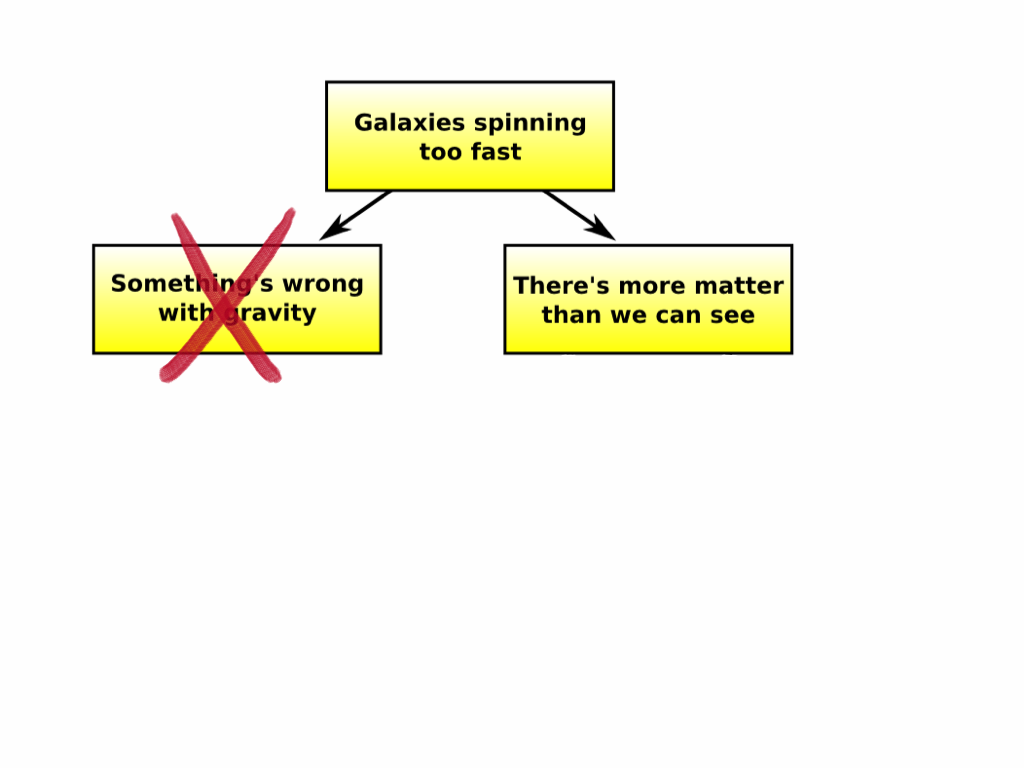 Galaxies spinning
too fast
Something's wrong
with gravity
There's more matter
than we can see